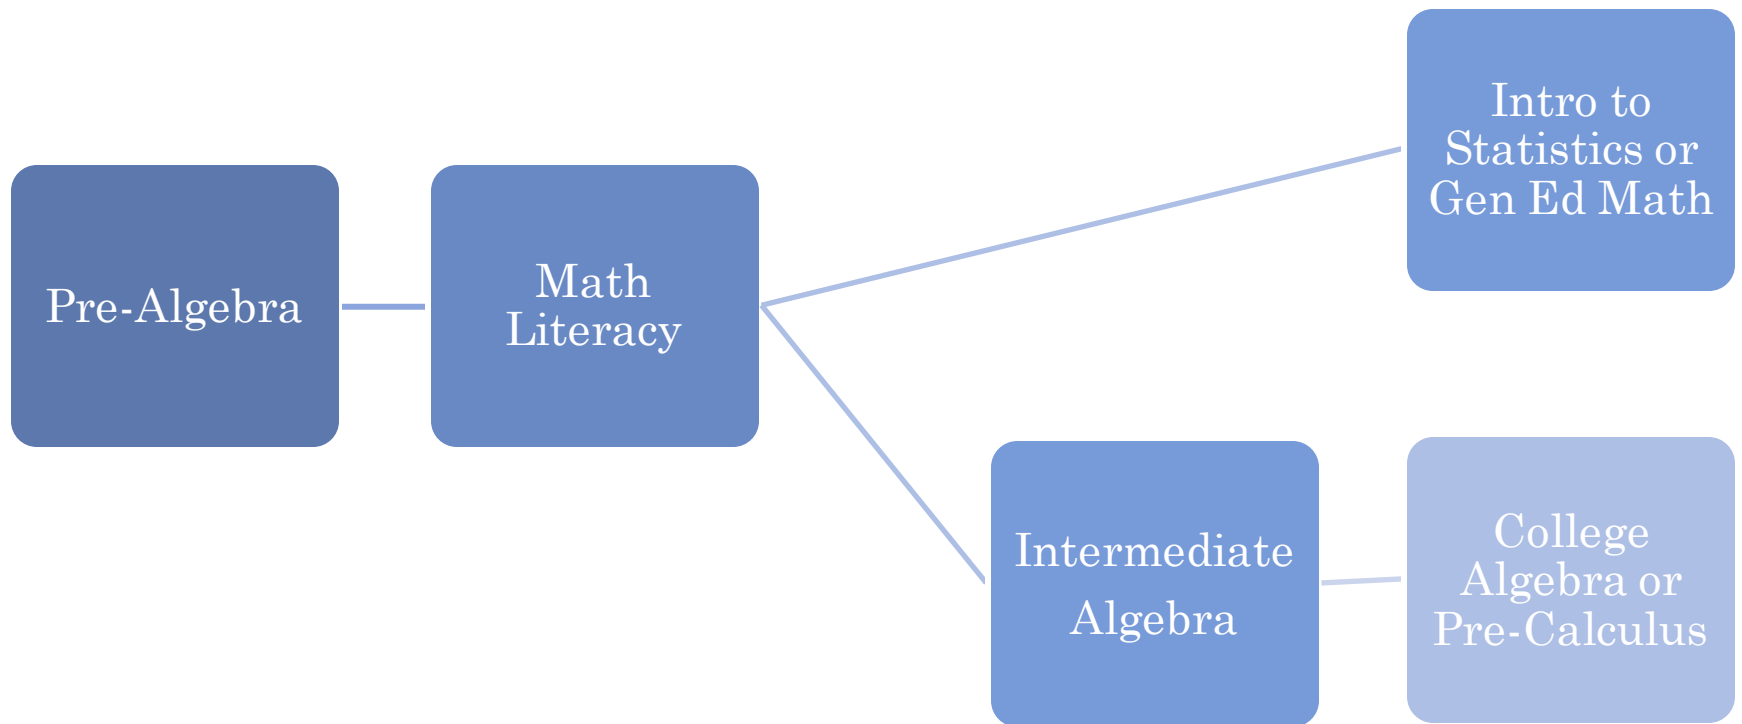 Pre-Algebra
Math
Literacy
Intro to
Statistics or
Gen Ed Math
Intermediate
Algebra
College
Algebra or
Pre-Calculus